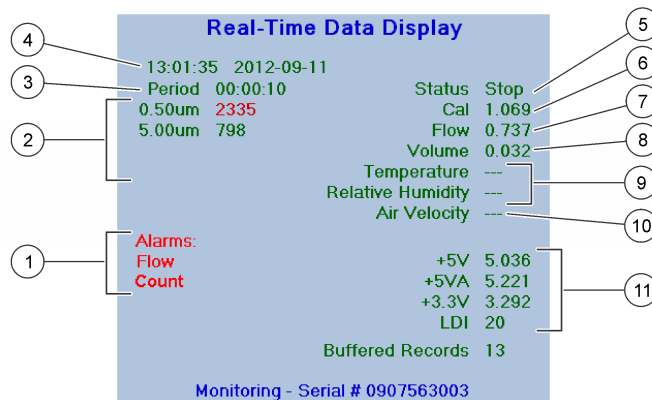 Real-Time Data Display
4
13:01:35 2012-09-11
5
3
Period 00:00:10
Status Stop
6
2
0.50um 2335
Cal 1.069
7
5.00um 798
Flow 0.737
Volume 0.032
8
Temperature ---
9
Relative Humidity ---
Air Velocity ---
10
1
Alarms:
Flow
Count
+5V 5.036
+5VA 5.221
11
+3.3V 3.292
LDI 20
Buffered Records 13
Monitoring - Serial # 0907563003